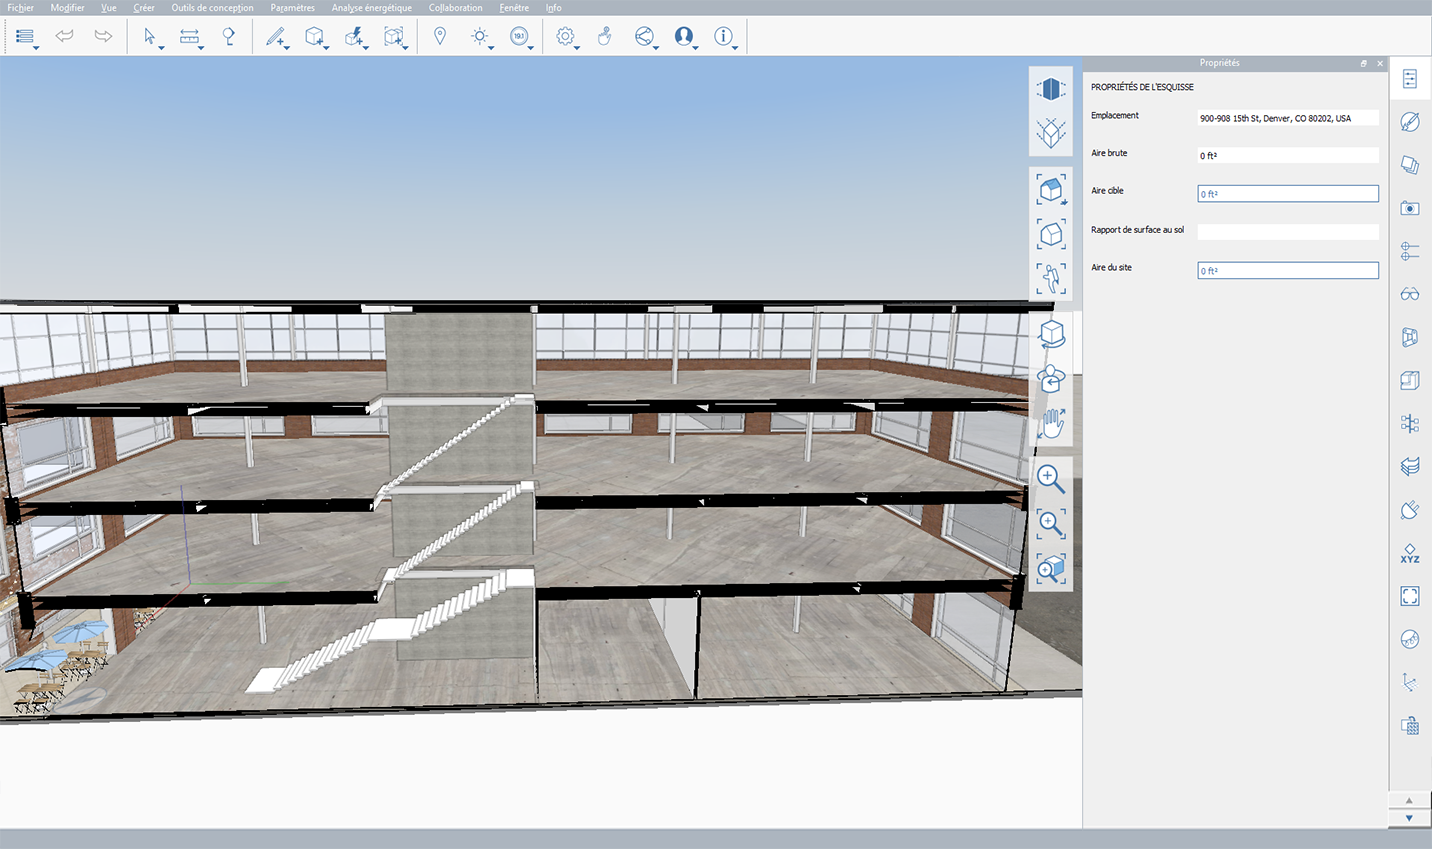 Fichier Modifier Vue Créer Outils de conception Paramètres Analyse énergétique Collaboration Fenêtre Info
191
Propriétés
PROPRIÉTÉS DE L'ESQUISSE
Emplacement 900-908 15th St, Denver, CO 80202, USA
Aire brute 0 ft²
Aire cible 0 ft²
Rapport de surface au sol
Aire du site 0 ft²
XYZ